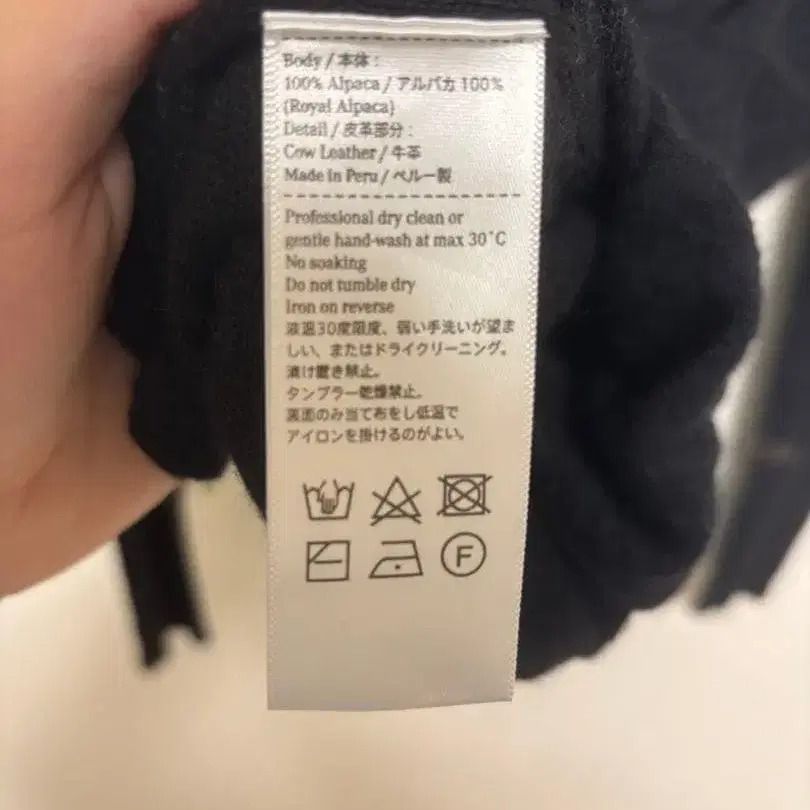 Body / 本体 :
100% Alpaca / アルパカ 100%
(Royal Alpaca)
Detail / 皮革部分 :
Cow Leather / 牛革
Made in Peru / ペルー製
Professional dry clean or
gentle hand-wash at max 30˚C
No soaking
Do not tumble dry
Iron on reverse
液温30度限度、弱い手洗いが望ま
しい、またはドライクリーニング。
漬け置き禁止。
タンブラー乾燥禁止。
裏面のみ当て布をし低温で
アイロンを掛けるのがよい。
F